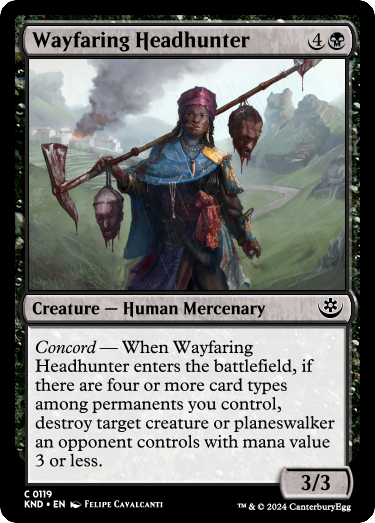 Wayfaring Headhunter 4
Creature — Human Mercenary
Concord — When Wayfaring
Headhunter enters the battlefield, if
there are four or more card types
among permanents you control,
destroy target creature or planeswalker
an opponent controls with mana value
3 or less.
3/3
C 0119
KND • EN Felipe Cavalcanti
™ & © 2024 CanterburyEgg